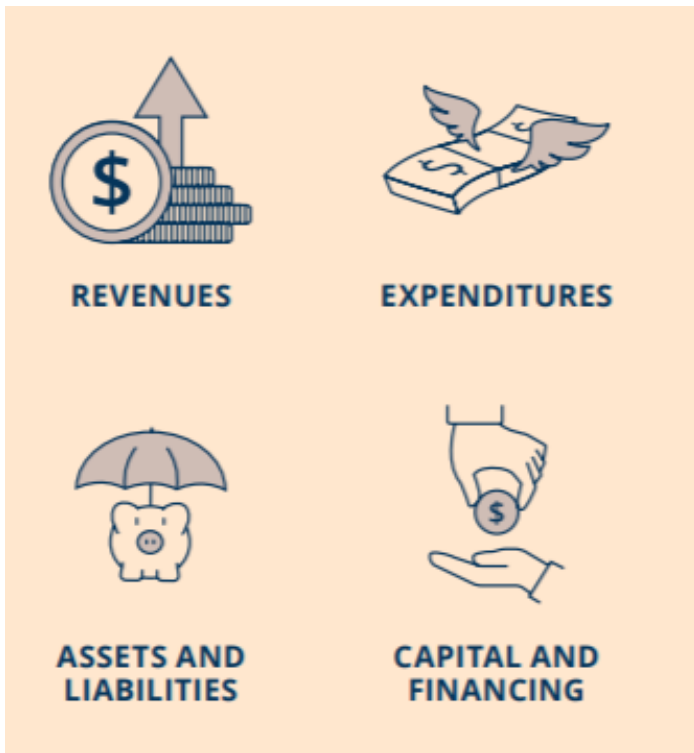 $
$ $
REVENUES
EXPENDITURES
$
ASSETS AND
LIABILITIES
CAPITAL AND
FINANCING